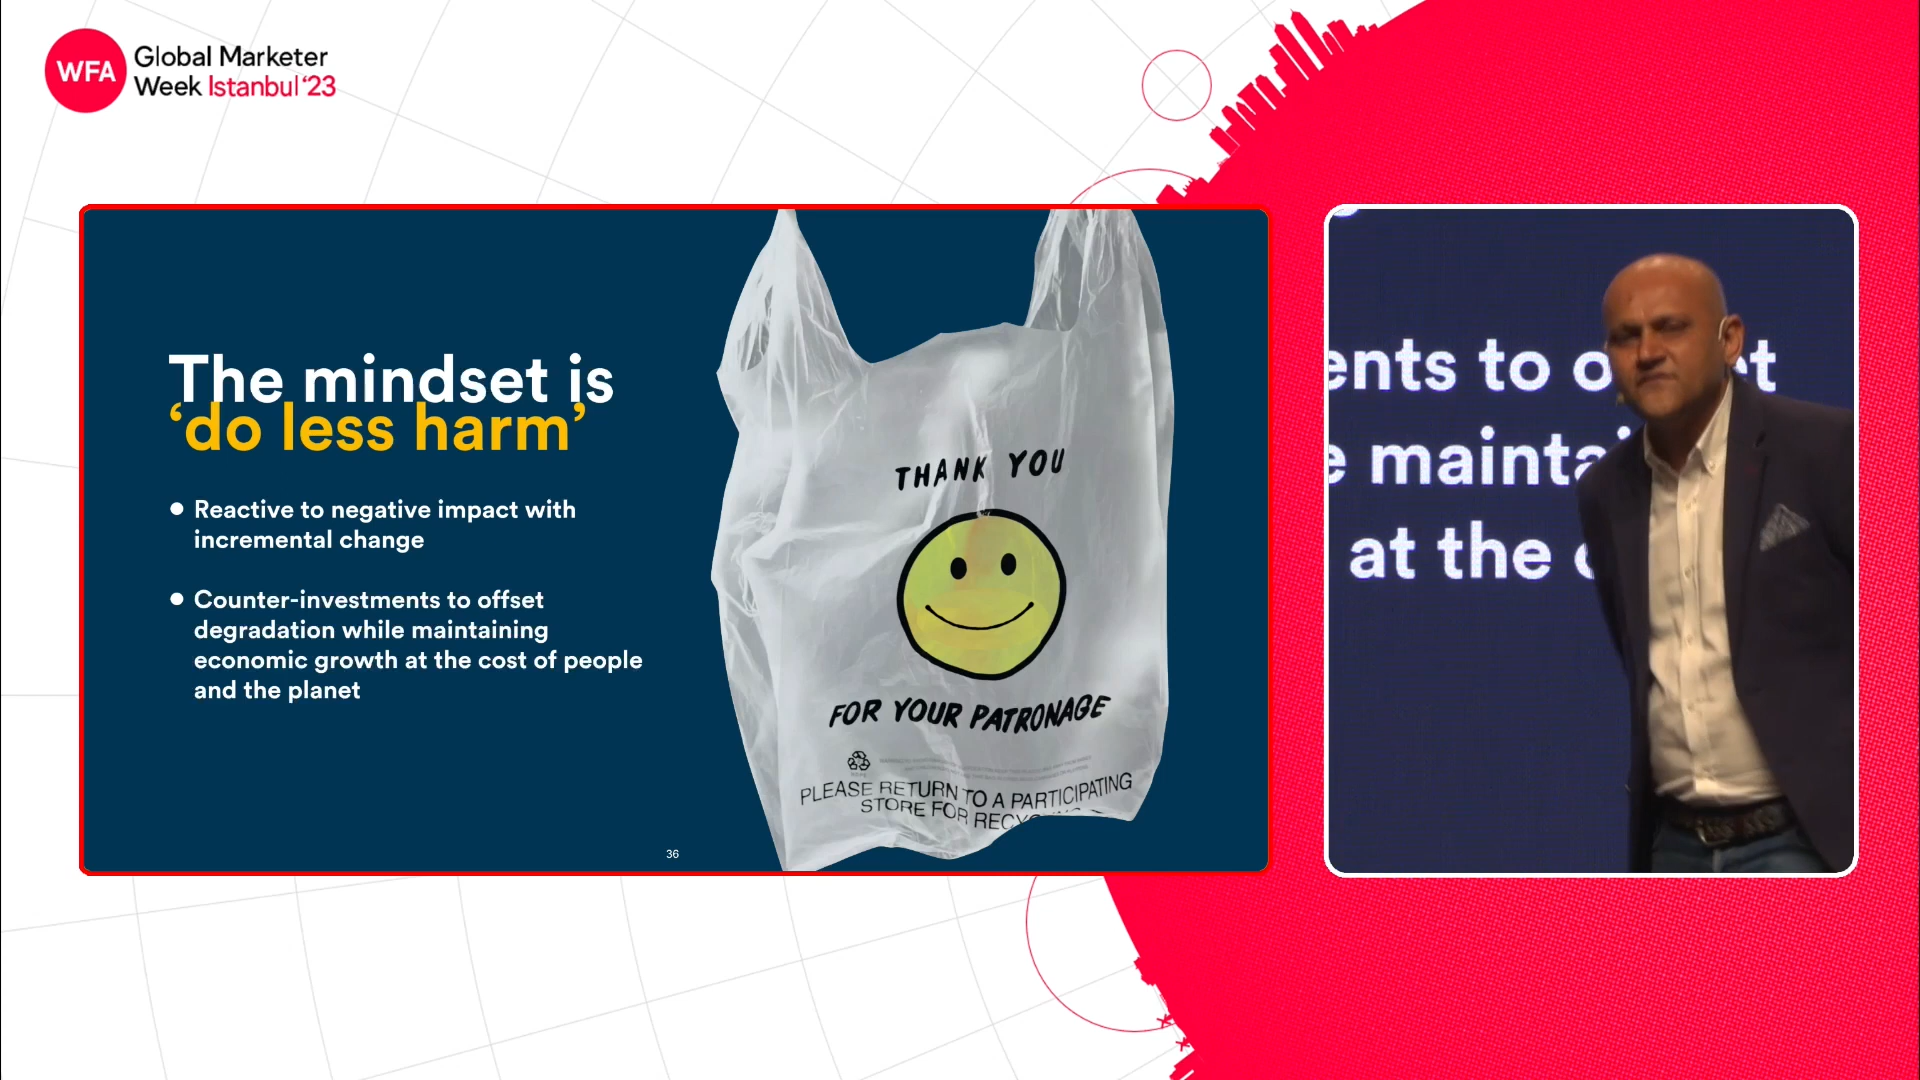 WFA
Global Marketer
Week Istanbul '23
The mindset is
‘do less harm’
● Reactive to negative impact with
incremental change
● Counter-investments to offset
degradation while maintaining
economic growth at the cost of people
and the planet
36
THANK YOU
FOR YOUR PATRONAGE
PLEASE RETURN TO A PARTICIPATING
STORE FOR
ents to
at the